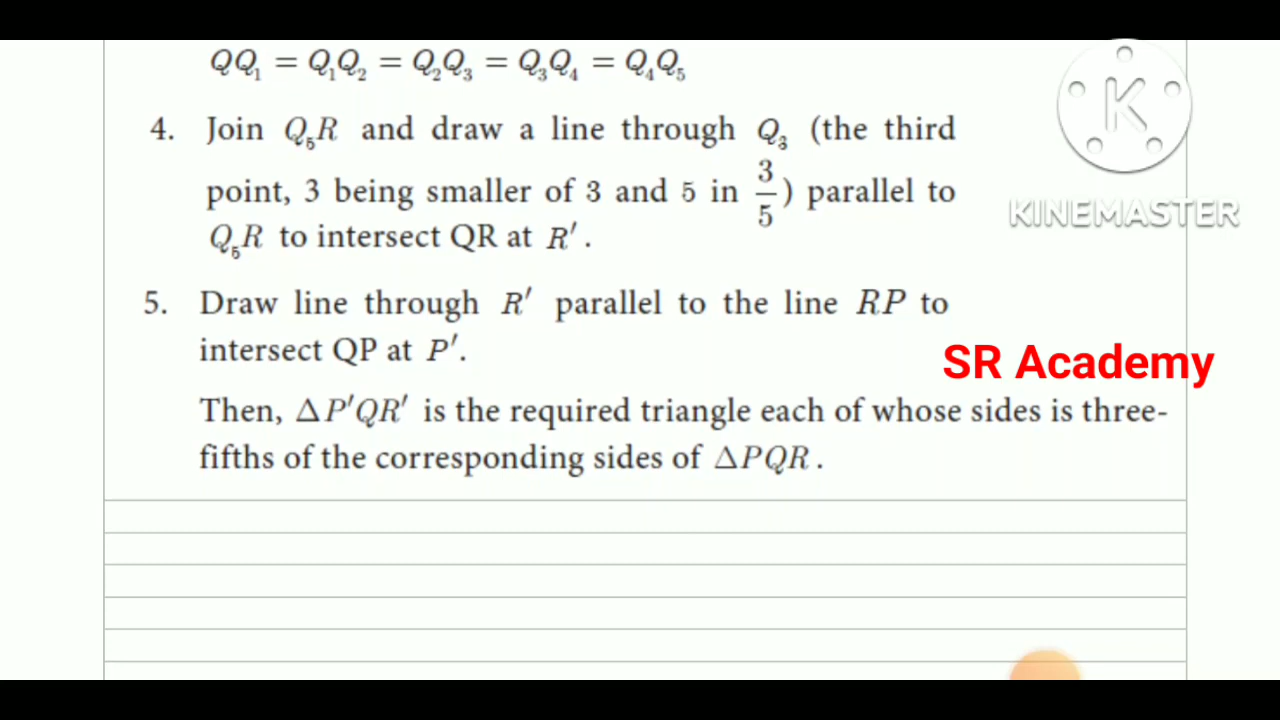 QQ₁ = Q₁Q₂ = Q₂Q₃ = Q₃Q₄ = Q₄Q₅
4. Join Q₅R and draw a line through Q₃ (the third
point, 3 being smaller of 3 and 5 in 3/5) parallel to
Q₅R to intersect QR at R′.
KINEMASTER
5. Draw line through R′ parallel to the line RP to
intersect QP at P′.
SR Academy
Then, ΔP′QR′ is the required triangle each of whose sides is three-
fifths of the corresponding sides of ΔPQR.